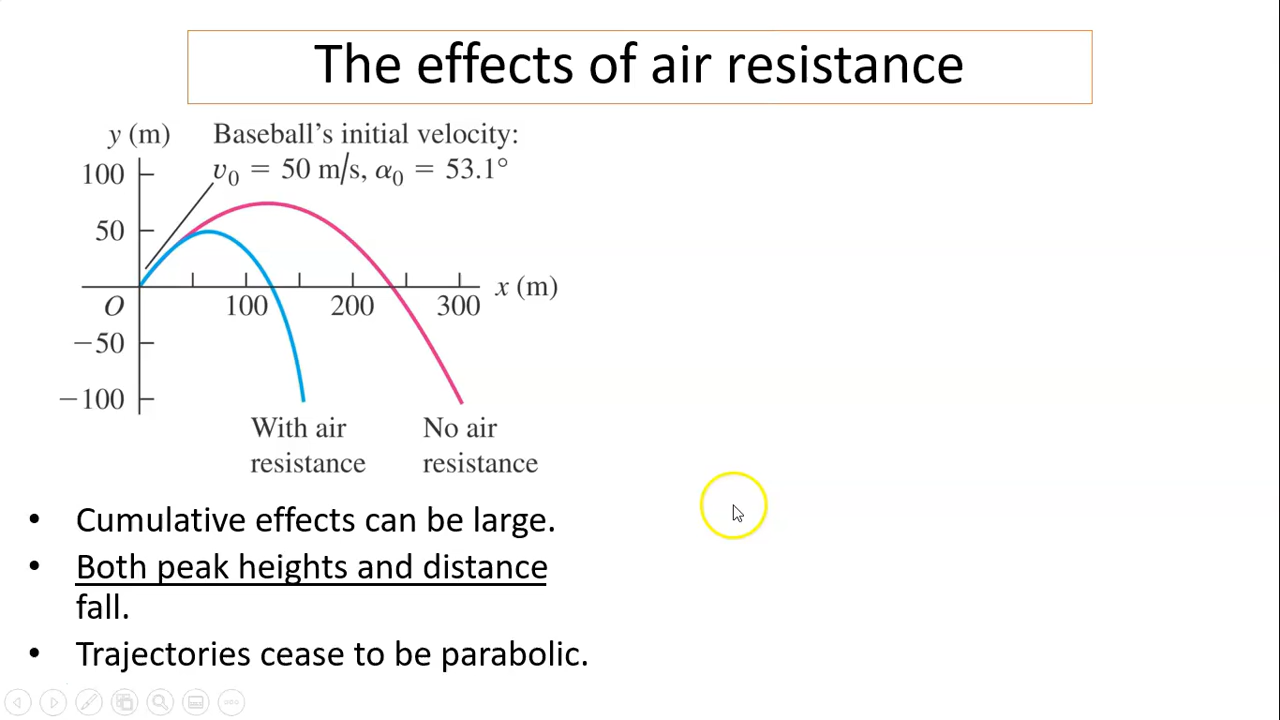 The effects of air resistance
y (m)
Baseball's initial velocity:
v₀ = 50 m/s, α₀ = 53.1°
100
50
O
100
200
300
x (m)
−50
−100
With air
resistance
No air
resistance
• Cumulative effects can be large.
• Both peak heights and distance
fall.
• Trajectories cease to be parabolic.